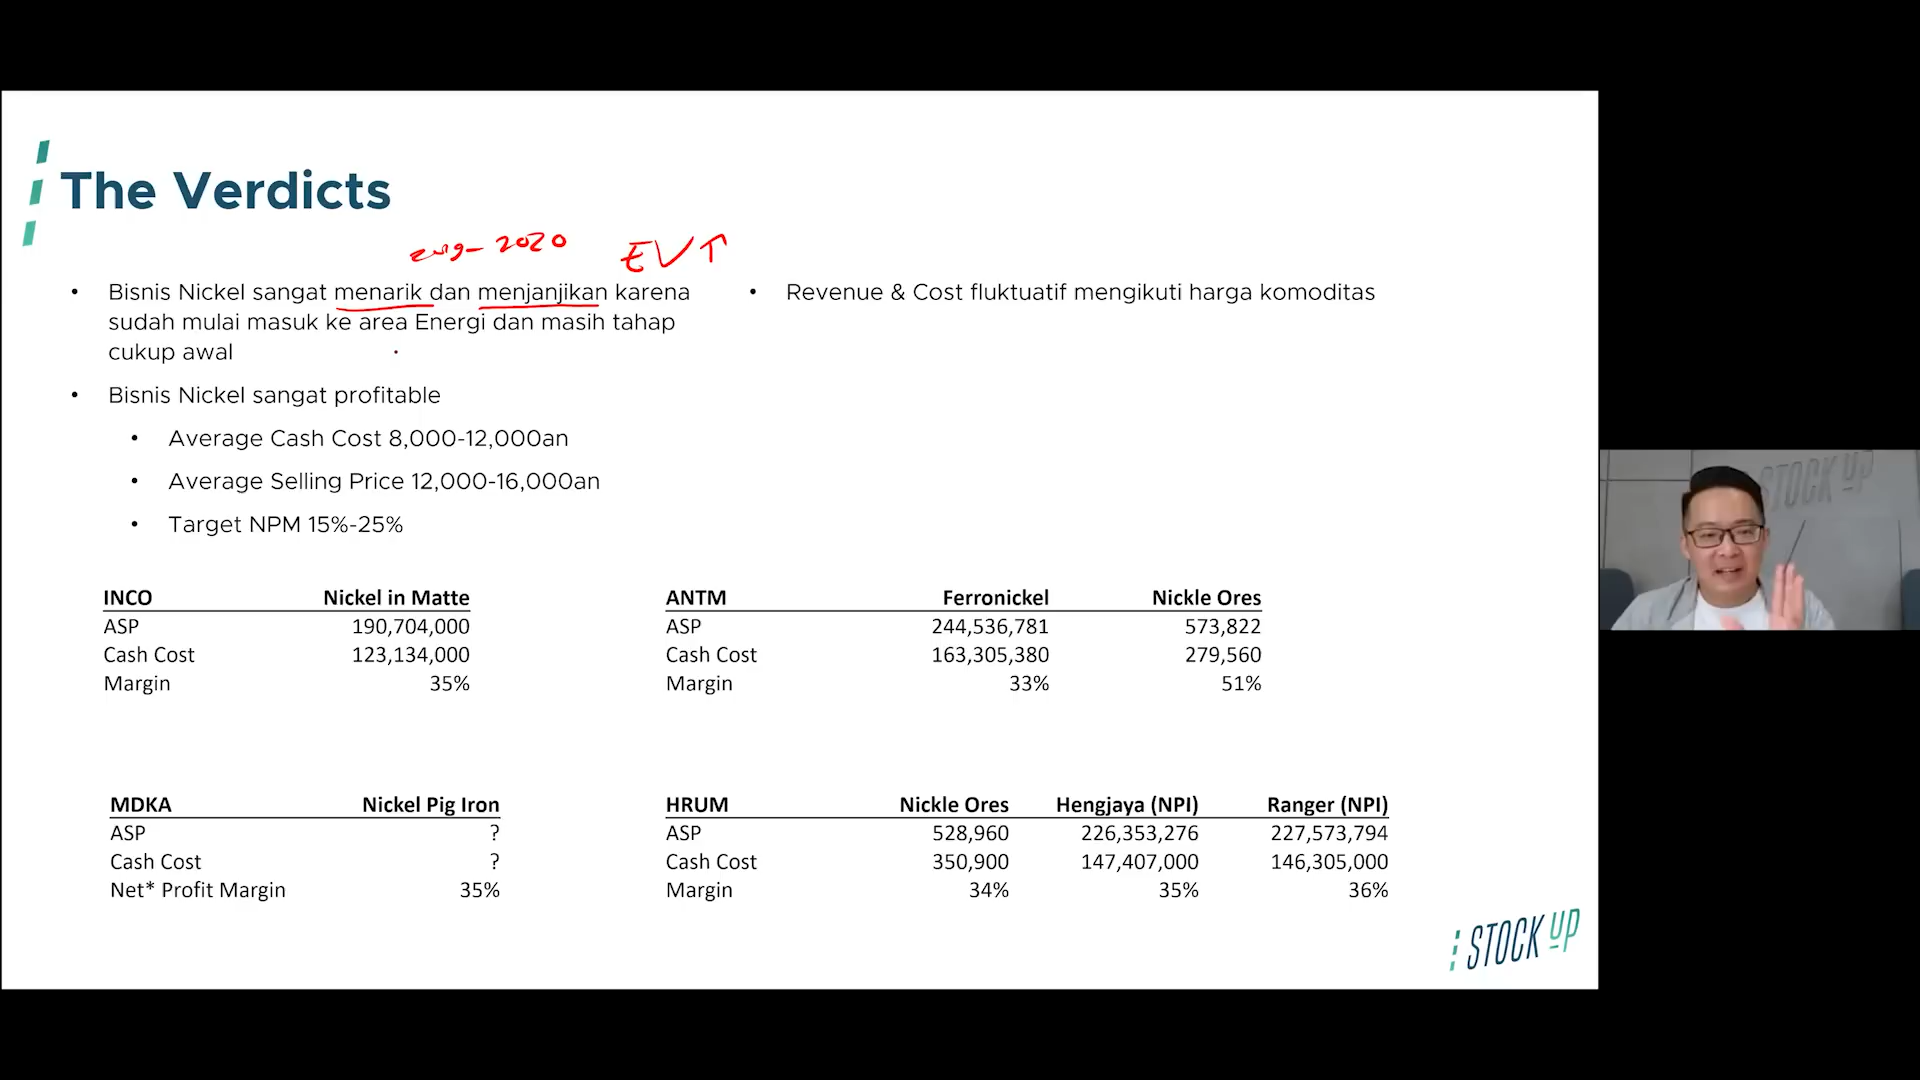 The Verdicts
2019-2020 EV↑
• Bisnis Nickel sangat menarik dan menjanjikan karena
sudah mulai masuk ke area Energi dan masih tahap
cukup awal
• Bisnis Nickel sangat profitable
• Average Cash Cost 8,000-12,000an
• Average Selling Price 12,000-16,000an
• Target NPM 15%-25%
• Revenue & Cost fluktuatif mengikuti harga komoditas
INCO Nickel in Matte
ASP 190,704,000
Cash Cost 123,134,000
Margin 35%
ANTM Ferronickel Nickle Ores
ASP 244,536,781 573,822
Cash Cost 163,305,380 279,560
Margin 33% 51%
MDKA Nickel Pig Iron
ASP ?
Cash Cost ?
Net* Profit Margin 35%
HRUM Nickle Ores Hengjaya (NPI) Ranger (NPI)
ASP 528,960 226,353,276 227,573,794
Cash Cost 350,900 147,407,000 146,305,000
Margin 34% 35% 36%
STOCK UP
STOCK UP